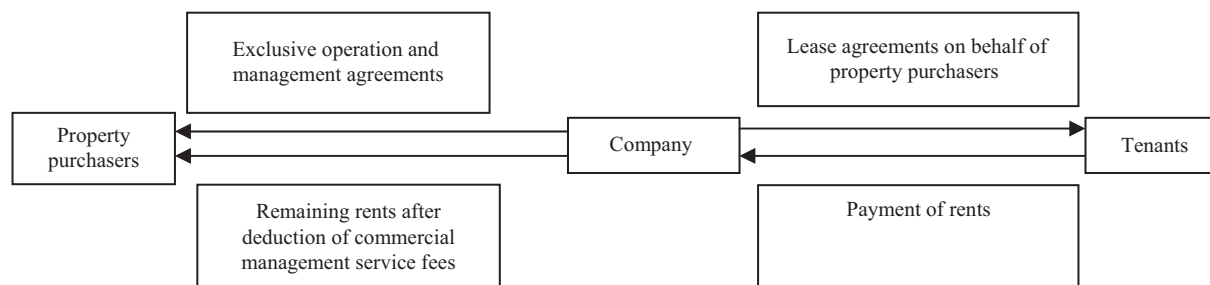 Exclusive operation and
management agreements
Lease agreements on behalf of
property purchasers
Property
purchasers
Company
Tenants
Remaining rents after
deduction of commercial
management service fees
Payment of rents